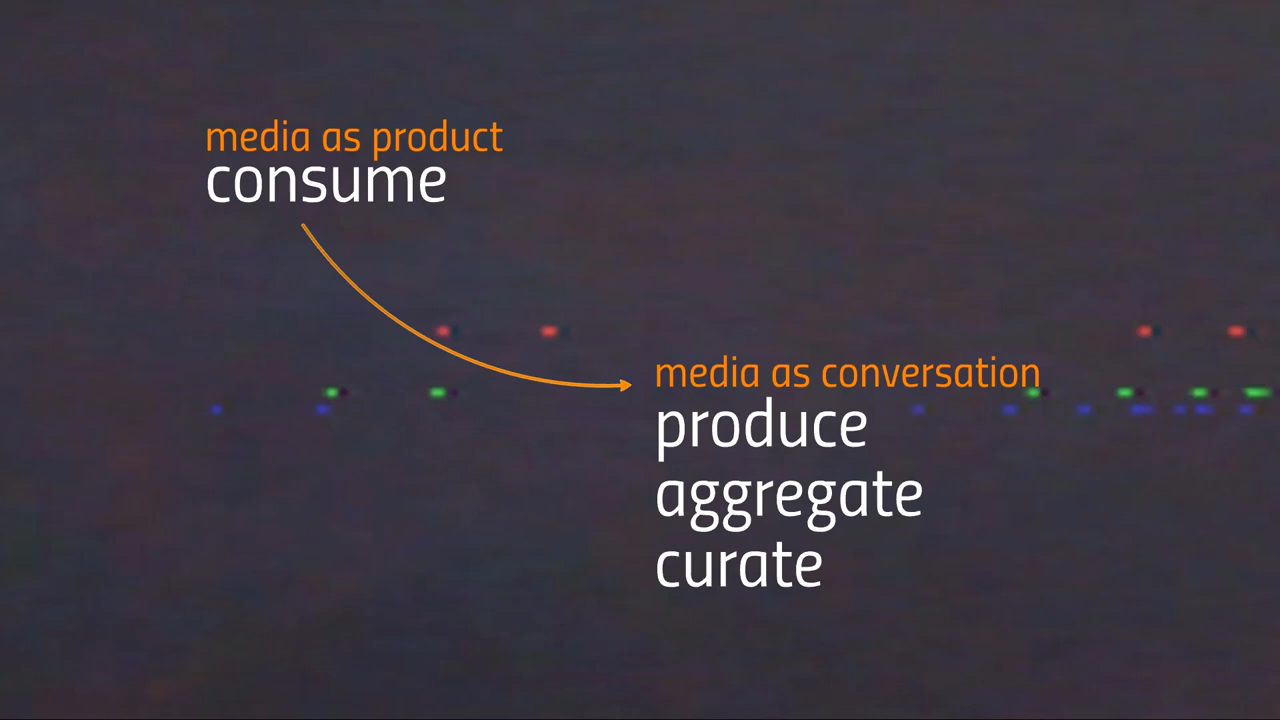 media as product
consume
media as conversation
produce
aggregate
curate